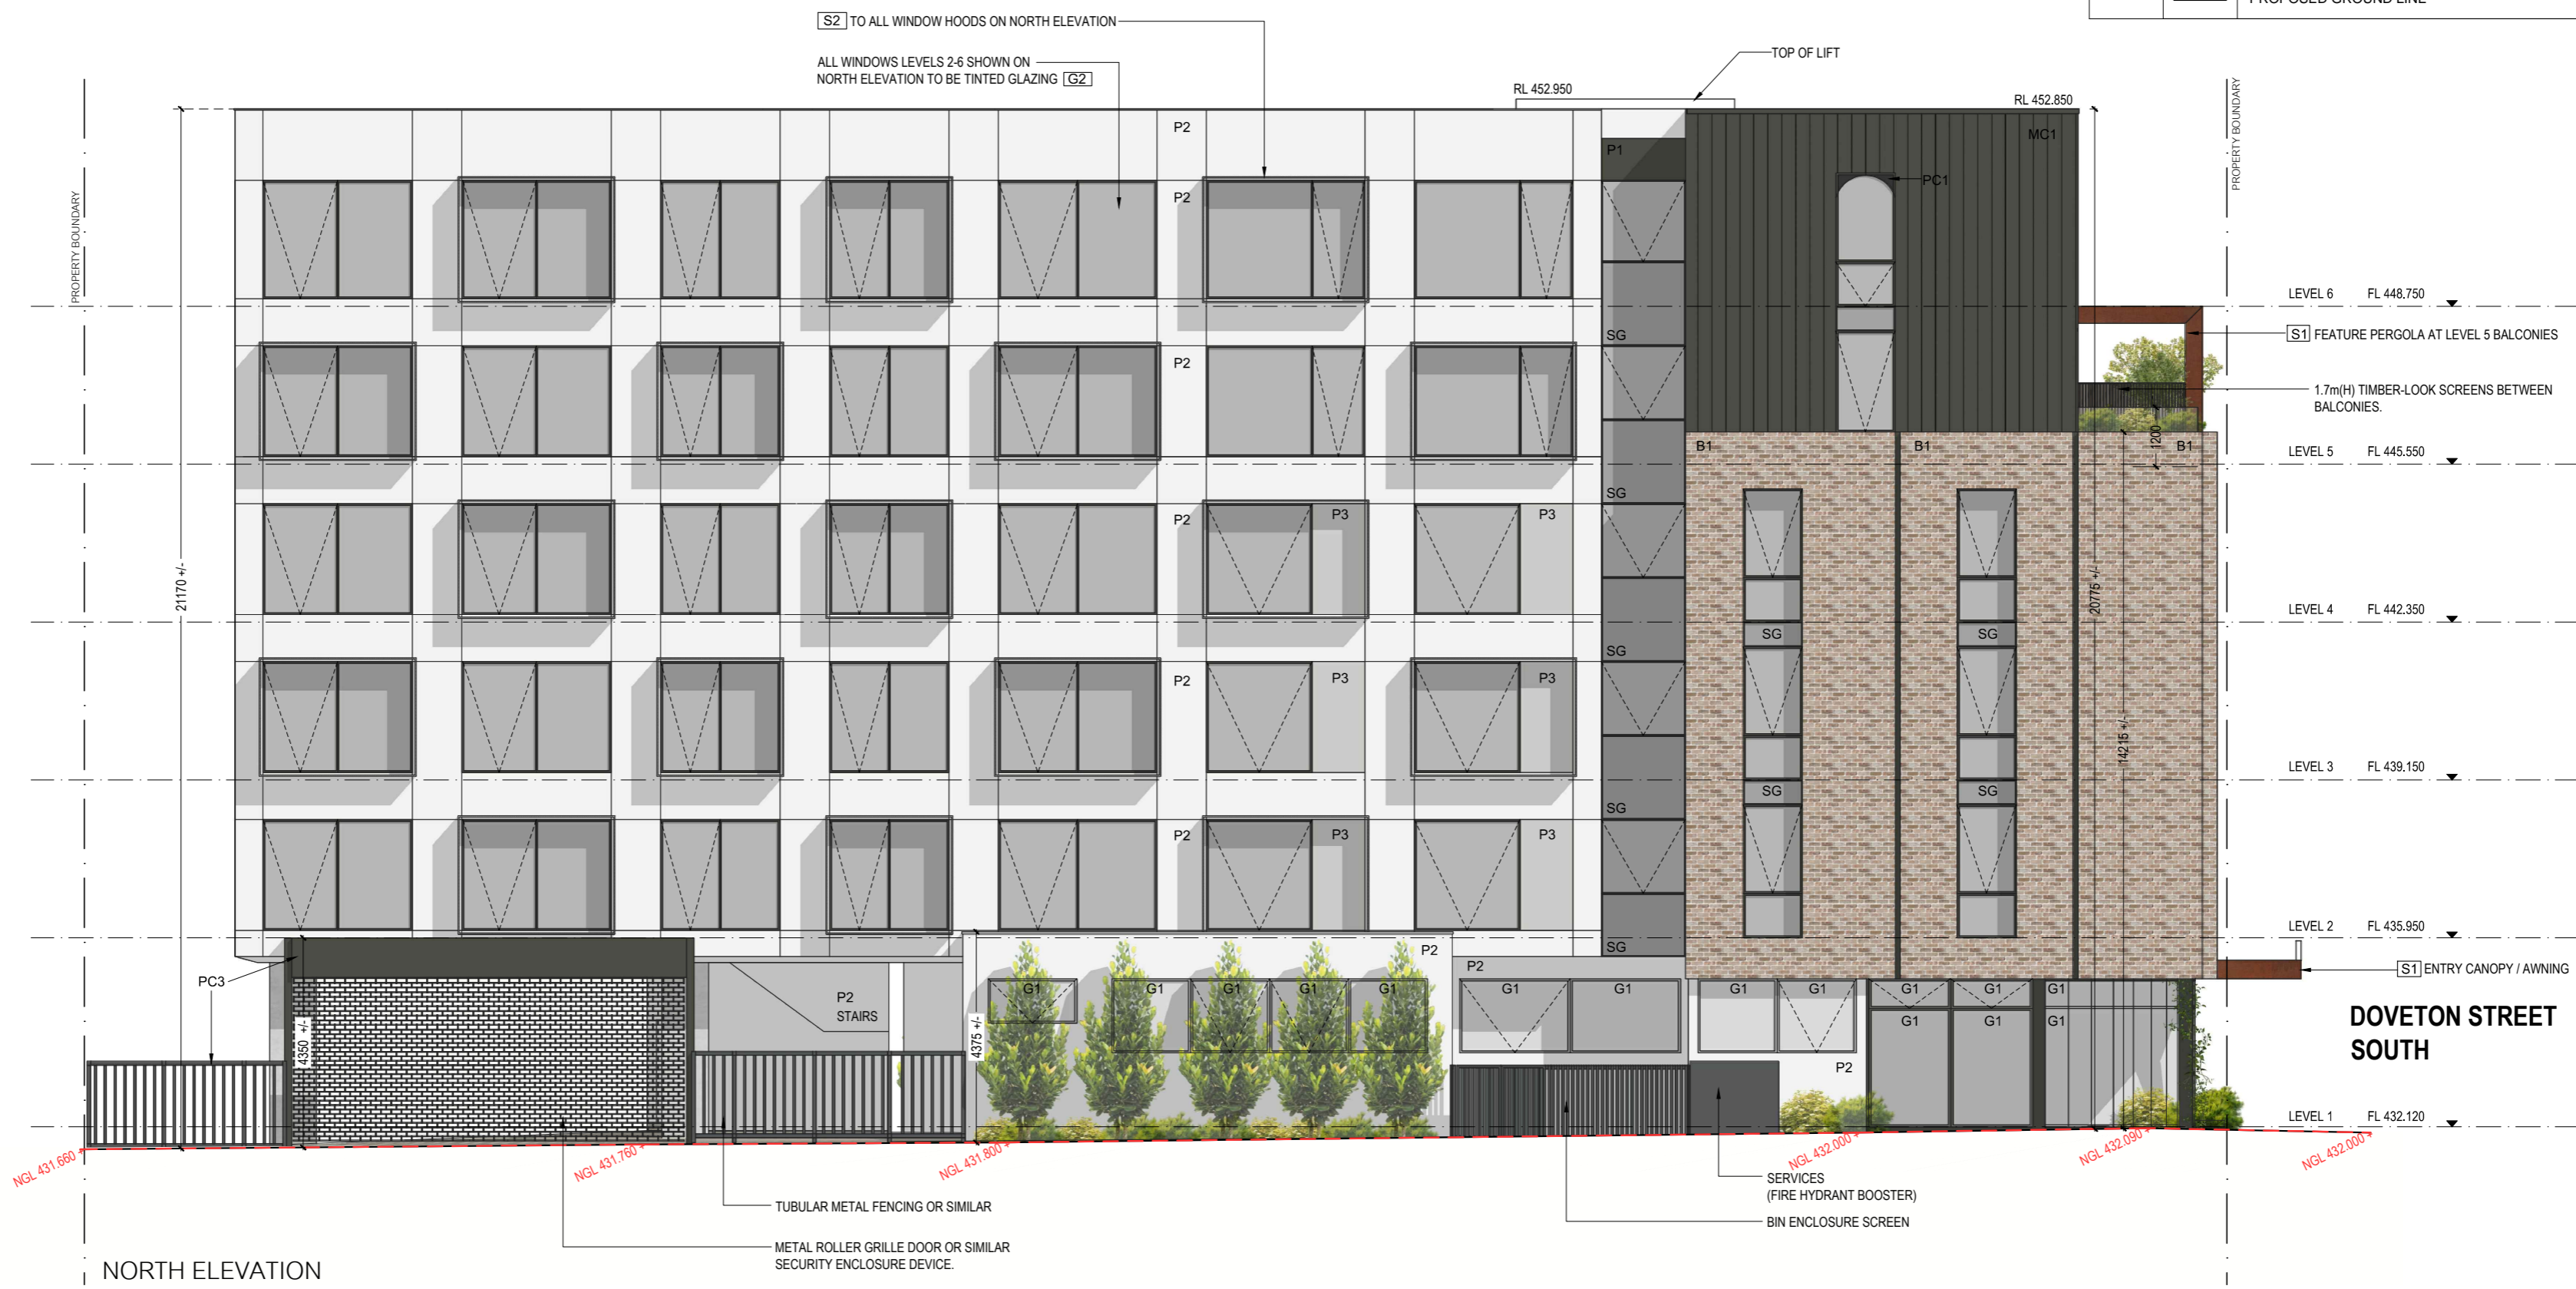 PROPOSED GROUND LINE
S2 TO ALL WINDOW HOODS ON NORTH ELEVATION
ALL WINDOWS LEVELS 2-6 SHOWN ON
NORTH ELEVATION TO BE TINTED GLAZING G2
TOP OF LIFT
RL 452.950
RL 452.850
PROPERTY BOUNDARY
PROPERTY BOUNDARY
P2
MC1
P1
PC1
P2
LEVEL 6 FL 448.750
S1 FEATURE PERGOLA AT LEVEL 5 BALCONIES
SG
P2
1.7m(H) TIMBER-LOOK SCREENS BETWEEN
BALCONIES.
1200
B1
B1
B1
LEVEL 5 FL 445.550
SG
P2
P3
P3
21170 +/-
20775 +/-
LEVEL 4 FL 442.350
SG
SG
SG
P2
P3
P3
14215 +/-
LEVEL 3 FL 439.150
SG
SG
SG
P2
P3
P3
LEVEL 2 FL 435.950
SG
P2
P2
S1 ENTRY CANOPY / AWNING
PC3
G1
G1
G1
G1
G1
G1
G1
G1
G1
G1
G1
G1
P2
STAIRS
G1
G1
G1
DOVETON STREET
SOUTH
4350 +/-
4375 +/-
P2
LEVEL 1 FL 432.120
NGL 431.660
NGL 431.760
NGL 431.800
NGL 432.000
NGL 432.090
NGL 432.000
SERVICES
(FIRE HYDRANT BOOSTER)
TUBULAR METAL FENCING OR SIMILAR
BIN ENCLOSURE SCREEN
METAL ROLLER GRILLE DOOR OR SIMILAR
SECURITY ENCLOSURE DEVICE.
NORTH ELEVATION